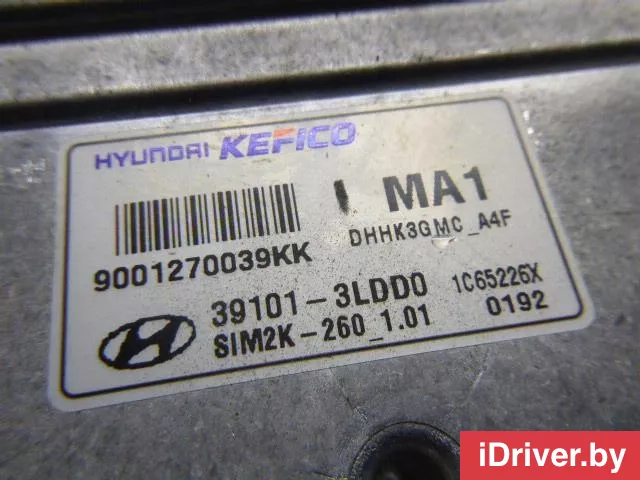 HYUNDAI KEFICO
MA1
DHHK3GMC_A4F
9001270039KK
39101-3LDD0
1C65226X
SIM2K-260_1.01
0192
iDriver.by